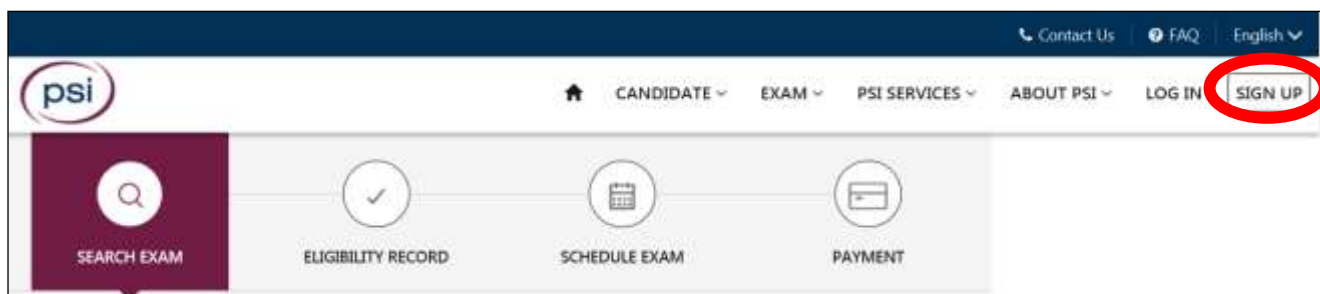 Contact Us FAQ English
psi CANDIDATE EXAM PSI SERVICES ABOUT PSI LOG IN SIGN UP
SEARCH EXAM ELIGIBILITY RECORD SCHEDULE EXAM PAYMENT